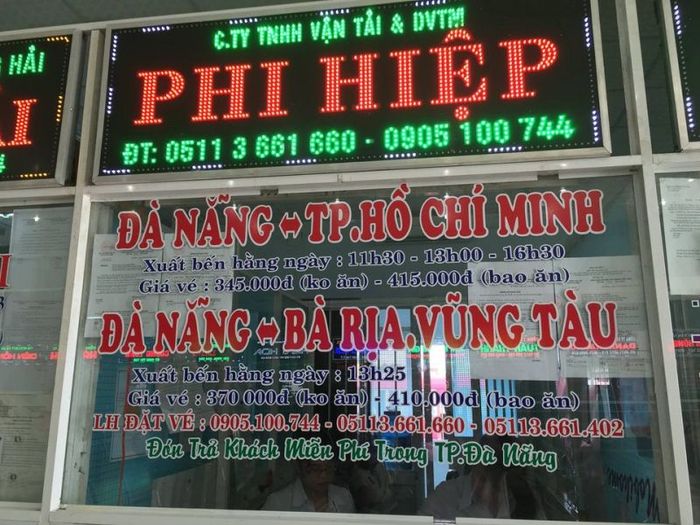 C.TY TNHH VẬN TẢI & DVTM
PHI HIỆP
ĐT: 0511 3 661 660 - 0905 100 744
HẢI
ĐÀ NẴNG ↔ TP.HỒ CHÍ MINH
Xuất bến hằng ngày : 11h30 - 13h00 - 16h30
Giá vé : 345.000đ (ko ăn) - 415.000đ (bao ăn)
ĐÀ NẴNG ↔ BÀ RỊA.VŨNG TÀU
Xuất bến hằng ngày : 13h25
Giá vé : 370 000đ (ko ăn) - 410.000đ (bao ăn)
LH ĐẶT VÉ : 0905.100.744 - 05113.661.660 - 05113.661.402
Đón Trả Khách Miễn Phí Trong TP.Đà Nẵng